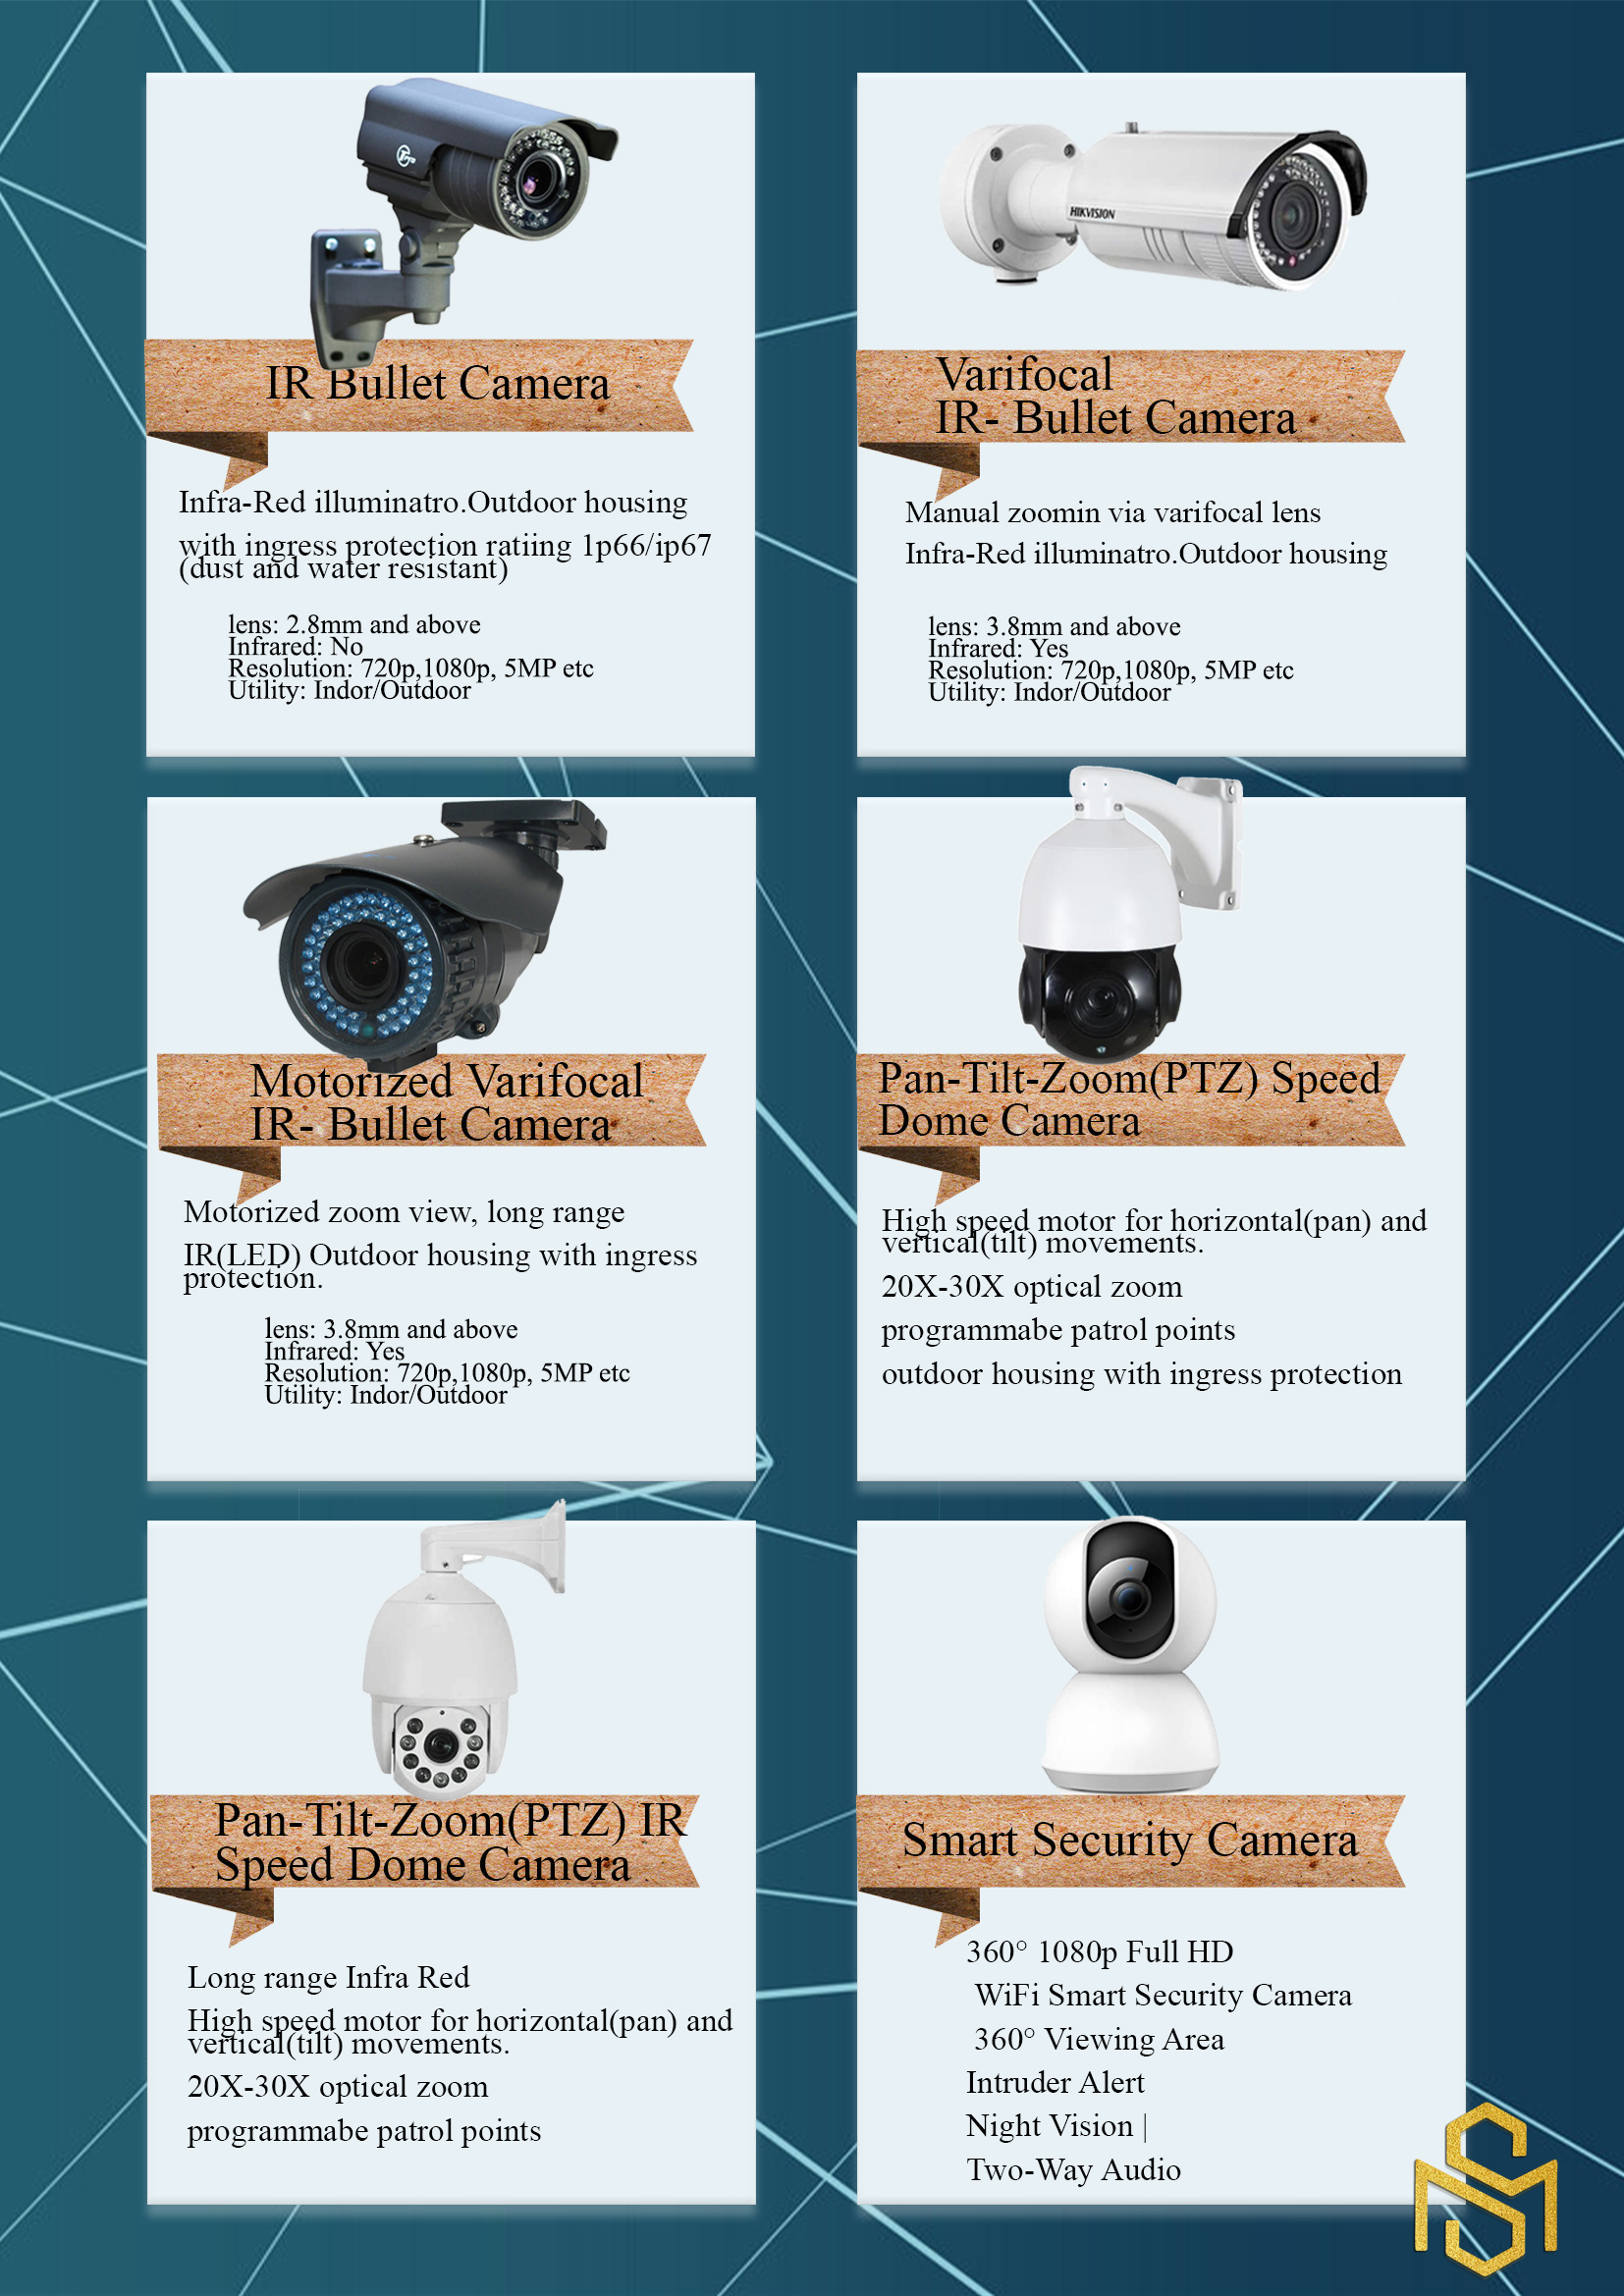 IR Bullet Camera
Infra-Red illuminatro.Outdoor housing
with ingress protection ratiing 1p66/ip67
(dust and water resistant)
lens: 2.8mm and above
Infrared: No
Resolution: 720p,1080p, 5MP etc
Utility: Indor/Outdoor
HIKVISION
Varifocal
IR- Bullet Camera
Manual zoomin via varifocal lens
Infra-Red illuminatro.Outdoor housing
lens: 3.8mm and above
Infrared: Yes
Resolution: 720p,1080p, 5MP etc
Utility: Indor/Outdoor
Motorized Varifocal
IR- Bullet Camera
Motorized zoom view, long range
IR(LED) Outdoor housing with ingress
protection.
lens: 3.8mm and above
Infrared: Yes
Resolution: 720p,1080p, 5MP etc
Utility: Indor/Outdoor
Pan-Tilt-Zoom(PTZ) Speed
Dome Camera
High speed motor for horizontal(pan) and
vertical(tilt) movements.
20X-30X optical zoom
programmabe patrol points
outdoor housing with ingress protection
Pan-Tilt-Zoom(PTZ) IR
Speed Dome Camera
Long range Infra Red
High speed motor for horizontal(pan) and
vertical(tilt) movements.
20X-30X optical zoom
programmabe patrol points
Smart Security Camera
360° 1080p Full HD
WiFi Smart Security Camera
360° Viewing Area
Intruder Alert
Night Vision |
Two-Way Audio